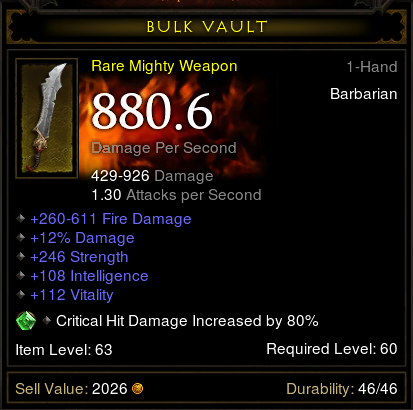 BULK VAULT
Rare Mighty Weapon
1-Hand
880.6
Barbarian
Damage Per Second
429-926 Damage
1.30 Attacks per Second
+260-611 Fire Damage
+12% Damage
+246 Strength
+108 Intelligence
+112 Vitality
Critical Hit Damage Increased by 80%
Item Level: 63
Required Level: 60
Sell Value: 2026
Durability: 46/46